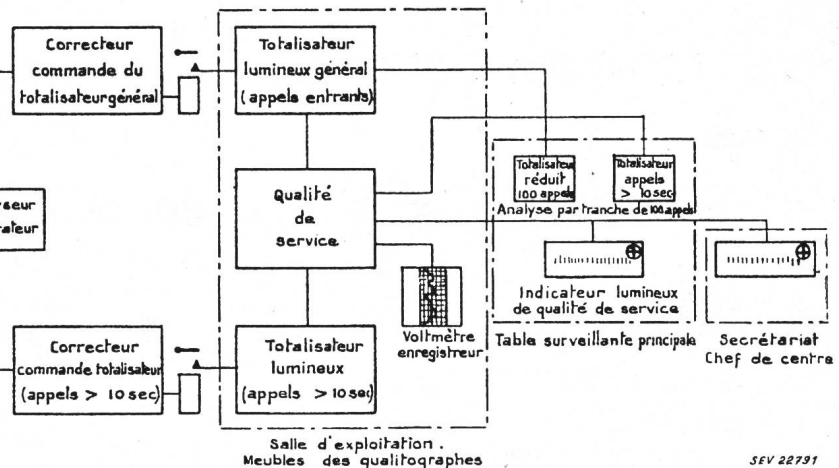 Correcteur
commande du
totalisateur général
Totalisateur
lumineux général
(appels entrants)
Qualité
de
service
Totalisateur
réduit
100 appels
Totalisateur
appels
> 10 sec
Analyse par tranche de 100 appels
Indicateur lumineux
de qualité de service
Voltmètre
enregistreur
Table surveillante principale
Secrétariat
Chef de centre
Correcteur
commande totalisateur
(appels > 10 sec)
Totalisateur
lumineux
(appels > 10 sec)
Salle d'exploitation.
Meubles des qualitographes
SEV 22791